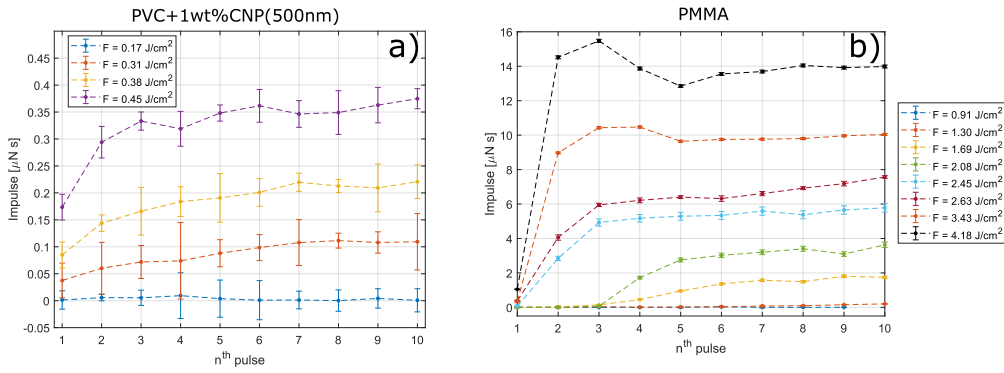 PVC+1wt%CNP(500nm)
a)
F = 0.17 J/cm²
F = 0.31 J/cm²
F = 0.38 J/cm²
F = 0.45 J/cm²
Impulse [μN s]
0.45
0.4
0.35
0.3
0.25
0.2
0.15
0.1
0.05
0
-0.05
1 2 3 4 5 6 7 8 9 10
nth pulse
PMMA
b)
Impulse [μN s]
16
14
12
10
8
6
4
2
0
1 2 3 4 5 6 7 8 9 10
nth pulse
F = 0.91 J/cm²
F = 1.30 J/cm²
F = 1.69 J/cm²
F = 2.08 J/cm²
F = 2.45 J/cm²
F = 2.63 J/cm²
F = 3.43 J/cm²
F = 4.18 J/cm²